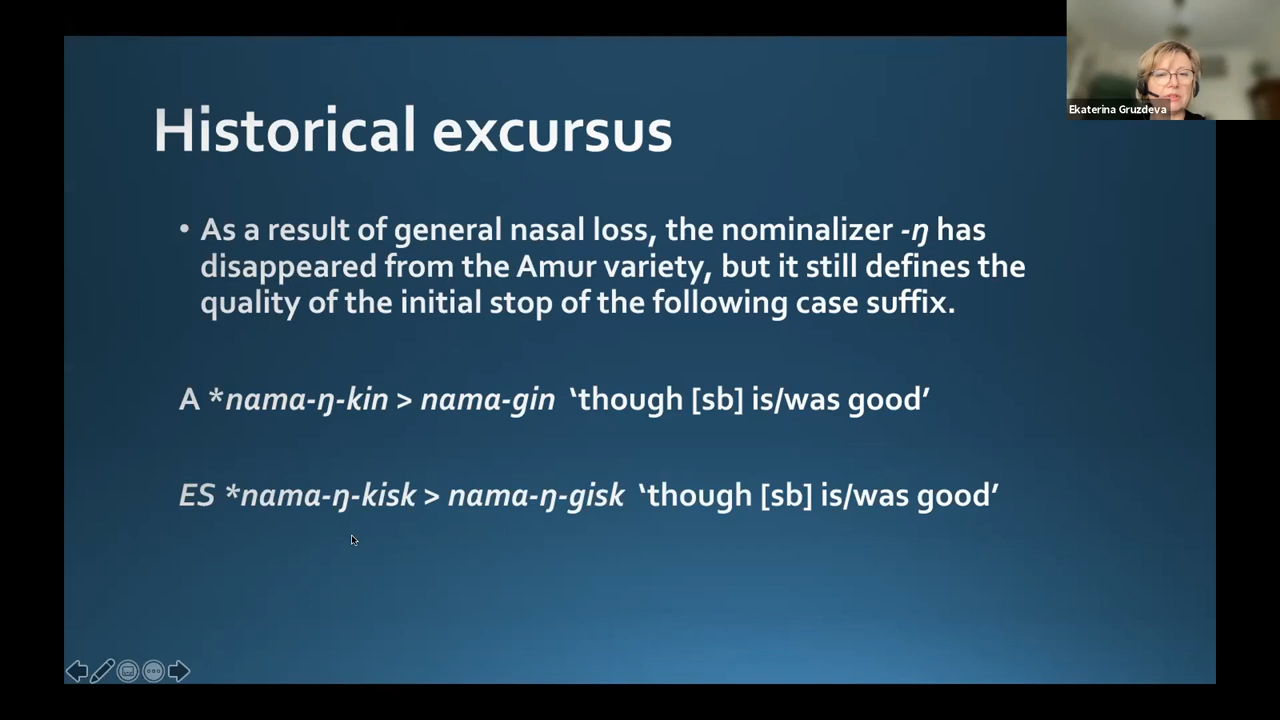 Ekaterina Gruzdeva
Historical excursus
• As a result of general nasal loss, the nominalizer -ŋ has
disappeared from the Amur variety, but it still defines the
quality of the initial stop of the following case suffix.
A *nama-ŋ-kin > nama-gin ‘though [sb] is/was good’
ES *nama-ŋ-kisk > nama-ŋ-gisk ‘though [sb] is/was good’